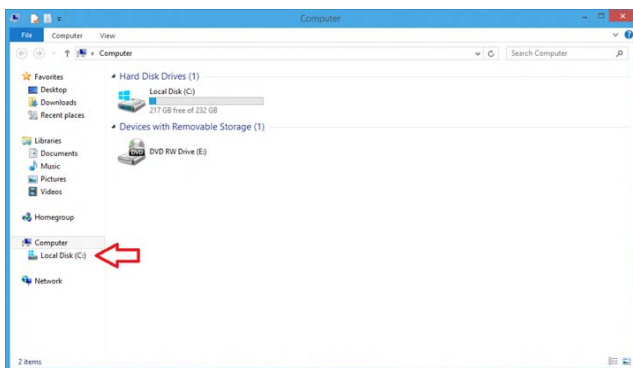 Computer
File Computer View
Computer
Search Computer
Favorites
Desktop
Downloads
Recent places
Libraries
Documents
Music
Pictures
Videos
Homegroup
Computer
Local Disk (C:)
Network
Hard Disk Drives (1)
Local Disk (C:)
217 GB free of 232 GB
Devices with Removable Storage (1)
DVD
DVD RW Drive (E:)
2 items